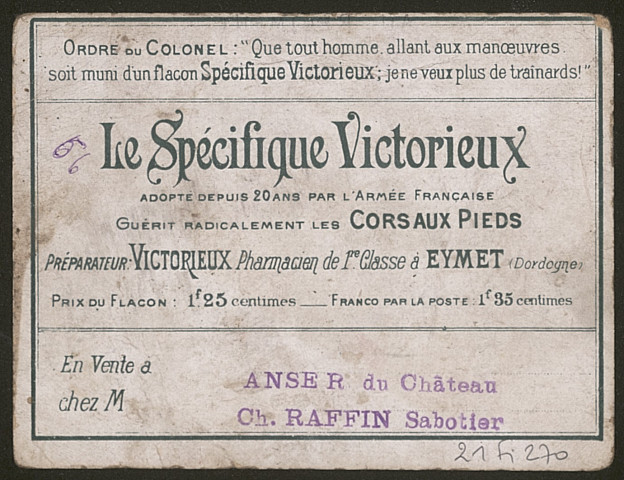 ORDRE DU COLONEL : "Que tout homme allant aux manœuvres
soit muni d'un flacon Spécifique Victorieux; je ne veux plus de trainards!"
Le Spécifique Victorieux
ADOPTÉ DEPUIS 20 ANS PAR L'ARMÉE FRANÇAISE
GUÉRIT RADICALEMENT LES CORS AUX PIEDS
PRÉPARATEUR: VICTORIEUX Pharmacien de 1re Classe à EYMET (Dordogne)
PRIX DU FLACON : 1f 25 centimes — FRANCO PAR LA POSTE : 1f 35 centimes
En Vente à
chez M
ANSER du Château
Ch. RAFFIN Sabotier
21 Fi 270